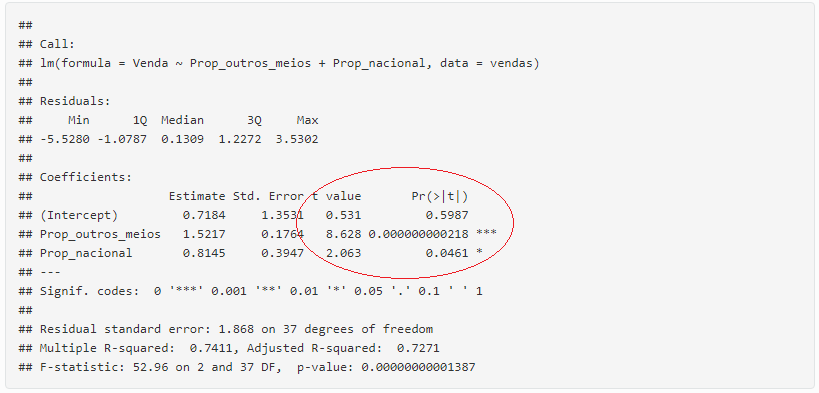 ##
## Call:
## lm(formula = Venda ~ Prop_outros_meios + Prop_nacional, data = vendas)
##
## Residuals:
##     Min      1Q  Median      3Q     Max
## -5.5280 -1.0787  0.1309  1.2272  3.5302
##
## Coefficients:
##                   Estimate Std. Error t value       Pr(>|t|)
## (Intercept)         0.7184     1.3531   0.531         0.5987
## Prop_outros_meios   1.5217     0.1764   8.628 0.000000000218 ***
## Prop_nacional       0.8145     0.3947   2.063         0.0461 *
## ---
## Signif. codes:  0 '***' 0.001 '**' 0.01 '*' 0.05 '.' 0.1 ' ' 1
##
## Residual standard error: 1.868 on 37 degrees of freedom
## Multiple R-squared:  0.7411, Adjusted R-squared:  0.7271
## F-statistic: 52.96 on 2 and 37 DF,  p-value: 0.00000000001387